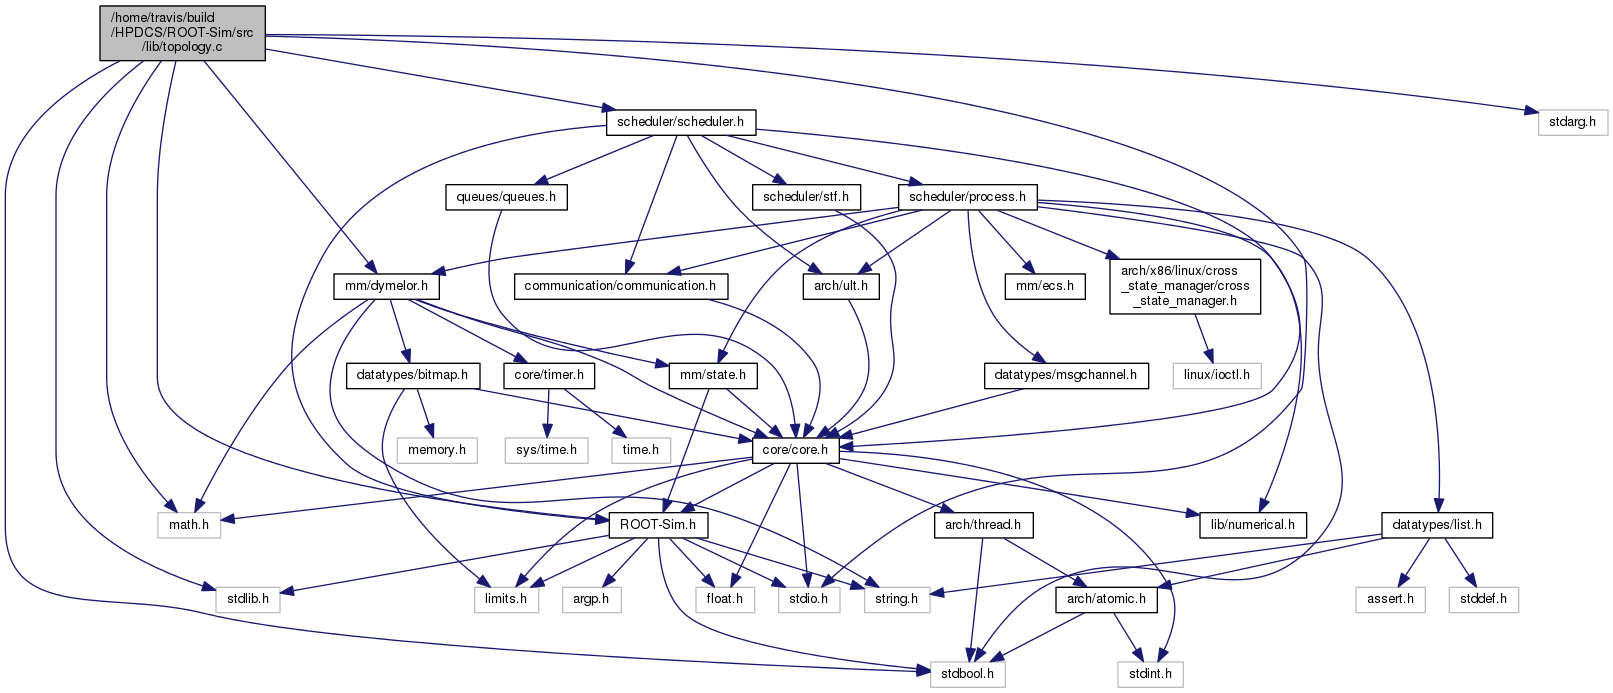 /home/travis/build
/HPDCS/ROOT-Sim/src
/lib/topology.c
scheduler/scheduler.h
stdarg.h
queues/queues.h
scheduler/stf.h
scheduler/process.h
mm/dymelor.h
communication/communication.h
arch/ult.h
mm/ecs.h
arch/x86/linux/cross
_state_manager/cross
_state_manager.h
datatypes/bitmap.h
core/timer.h
mm/state.h
datatypes/msgchannel.h
linux/ioctl.h
memory.h
sys/time.h
time.h
core/core.h
math.h
ROOT-Sim.h
arch/thread.h
lib/numerical.h
datatypes/list.h
stdlib.h
limits.h
argp.h
float.h
stdio.h
string.h
arch/atomic.h
assert.h
stddef.h
stdbool.h
stdint.h